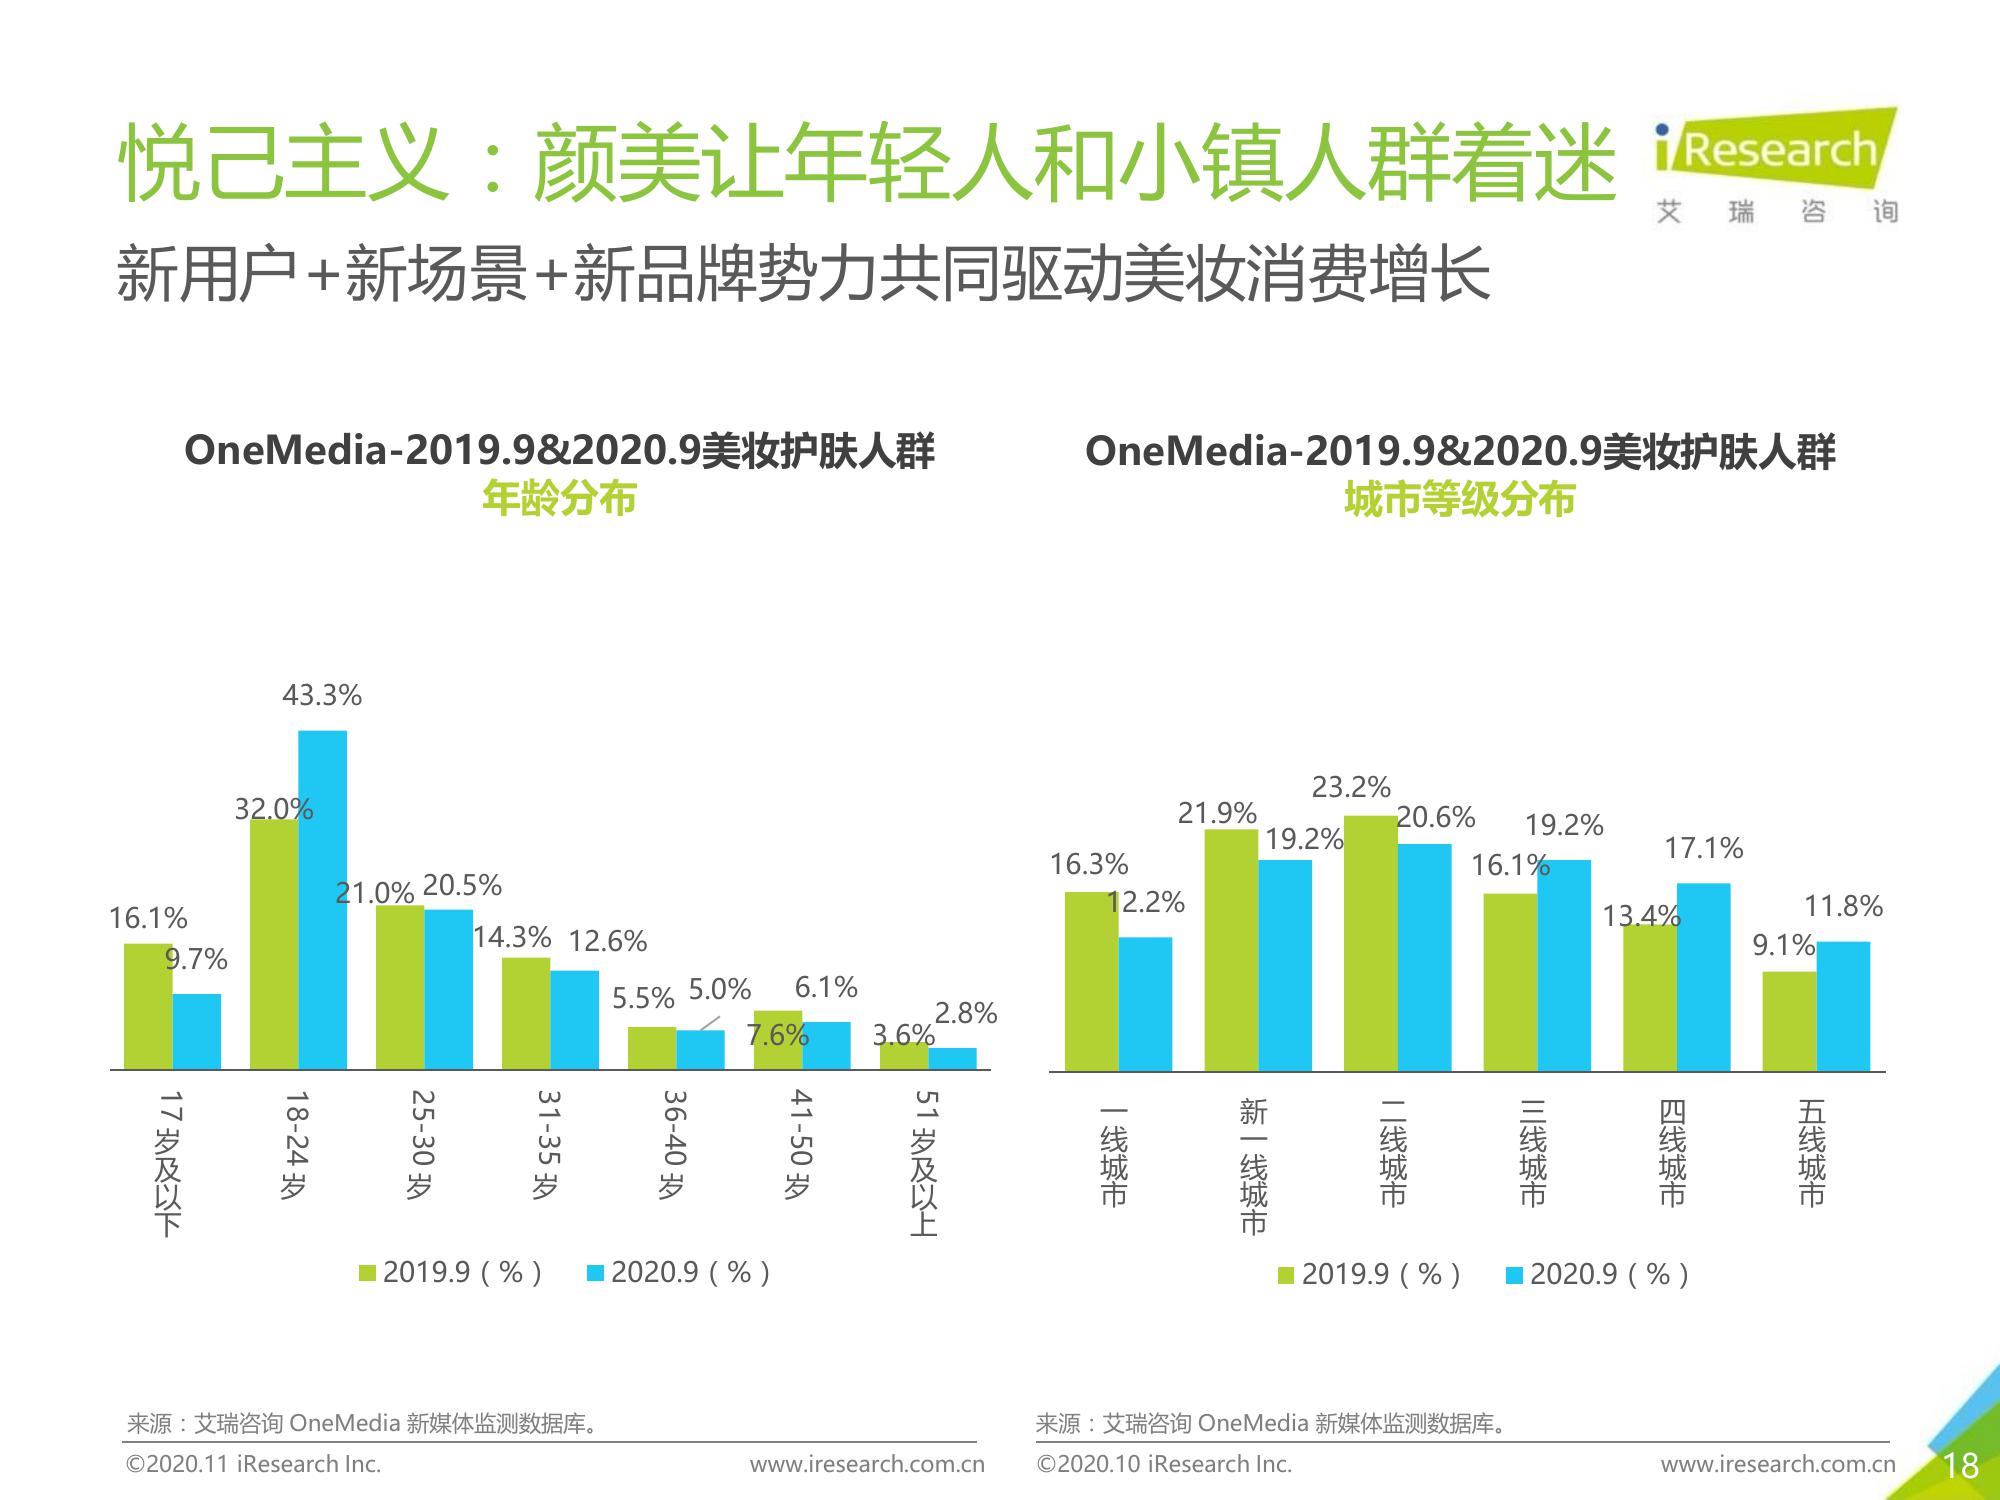 悦己主义：颜美让年轻人和小镇人群着迷
iResearch
艾瑞咨询
新用户+新场景+新品牌势力共同驱动美妆消费增长
OneMedia-2019.9&2020.9美妆护肤人群
年龄分布
43.3%
32.0%
21.0% 20.5%
16.1%
9.7%
14.3% 12.6%
5.5% 5.0%
7.6% 6.1%
3.6% 2.8%
17岁及以下
18-24岁
25-30岁
31-35岁
36-40岁
41-50岁
51岁及以上
2019.9（%） 2020.9（%）
来源：艾瑞咨询 OneMedia 新媒体监测数据库。
©2020.11 iResearch Inc. www.iresearch.com.cn
OneMedia-2019.9&2020.9美妆护肤人群
城市等级分布
16.3% 12.2%
21.9% 19.2%
23.2% 20.6%
16.1% 19.2%
13.4% 17.1%
9.1% 11.8%
一线城市
新一线城市
二线城市
三线城市
四线城市
五线城市
2019.9（%） 2020.9（%）
来源：艾瑞咨询 OneMedia 新媒体监测数据库。
©2020.10 iResearch Inc. www.iresearch.com.cn
18